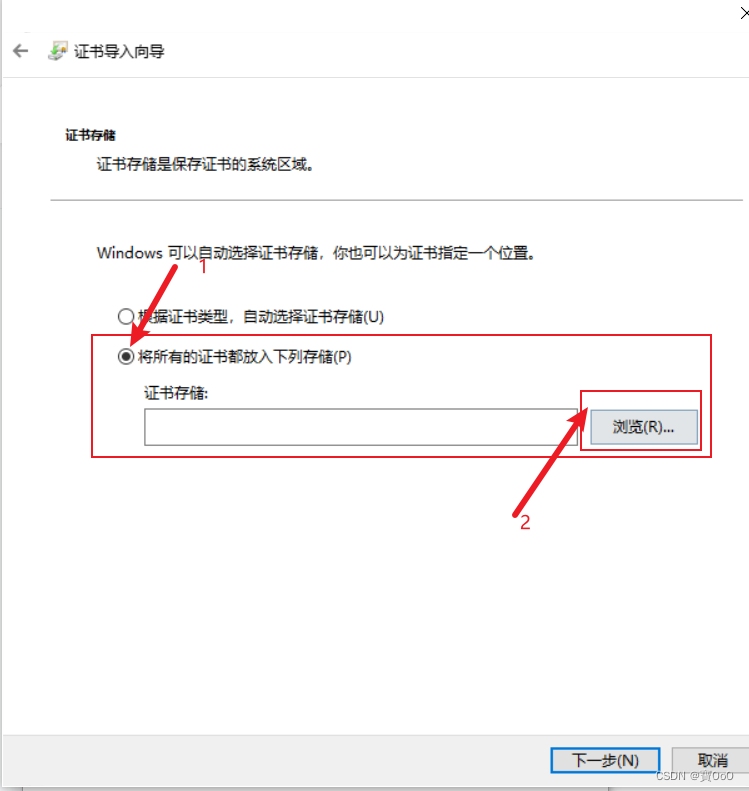 证书导入向导
证书存储
证书存储是保存证书的系统区域。
Windows 可以自动选择证书存储，你也可以为证书指定一个位置。
1
根据证书类型，自动选择证书存储(U)
将所有的证书都放入下列存储(P)
证书存储:
浏览(R)...
2
下一步(N)
取消
CSDN @寶0o0